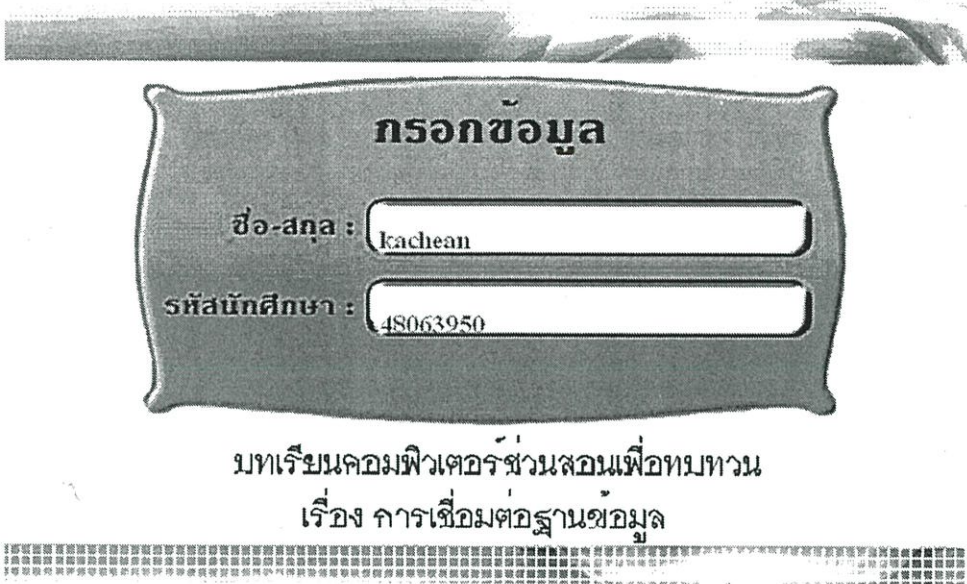 กรอกข้อมูล
ชื่อ-สกุล : kachean
รหัสนักศึกษา : 48063950
บทเรียนคอมพิวเตอร์ช่วนสอนเพื่อทบทวน
เรื่อง การเชื่อมต่อฐานข้อมูล